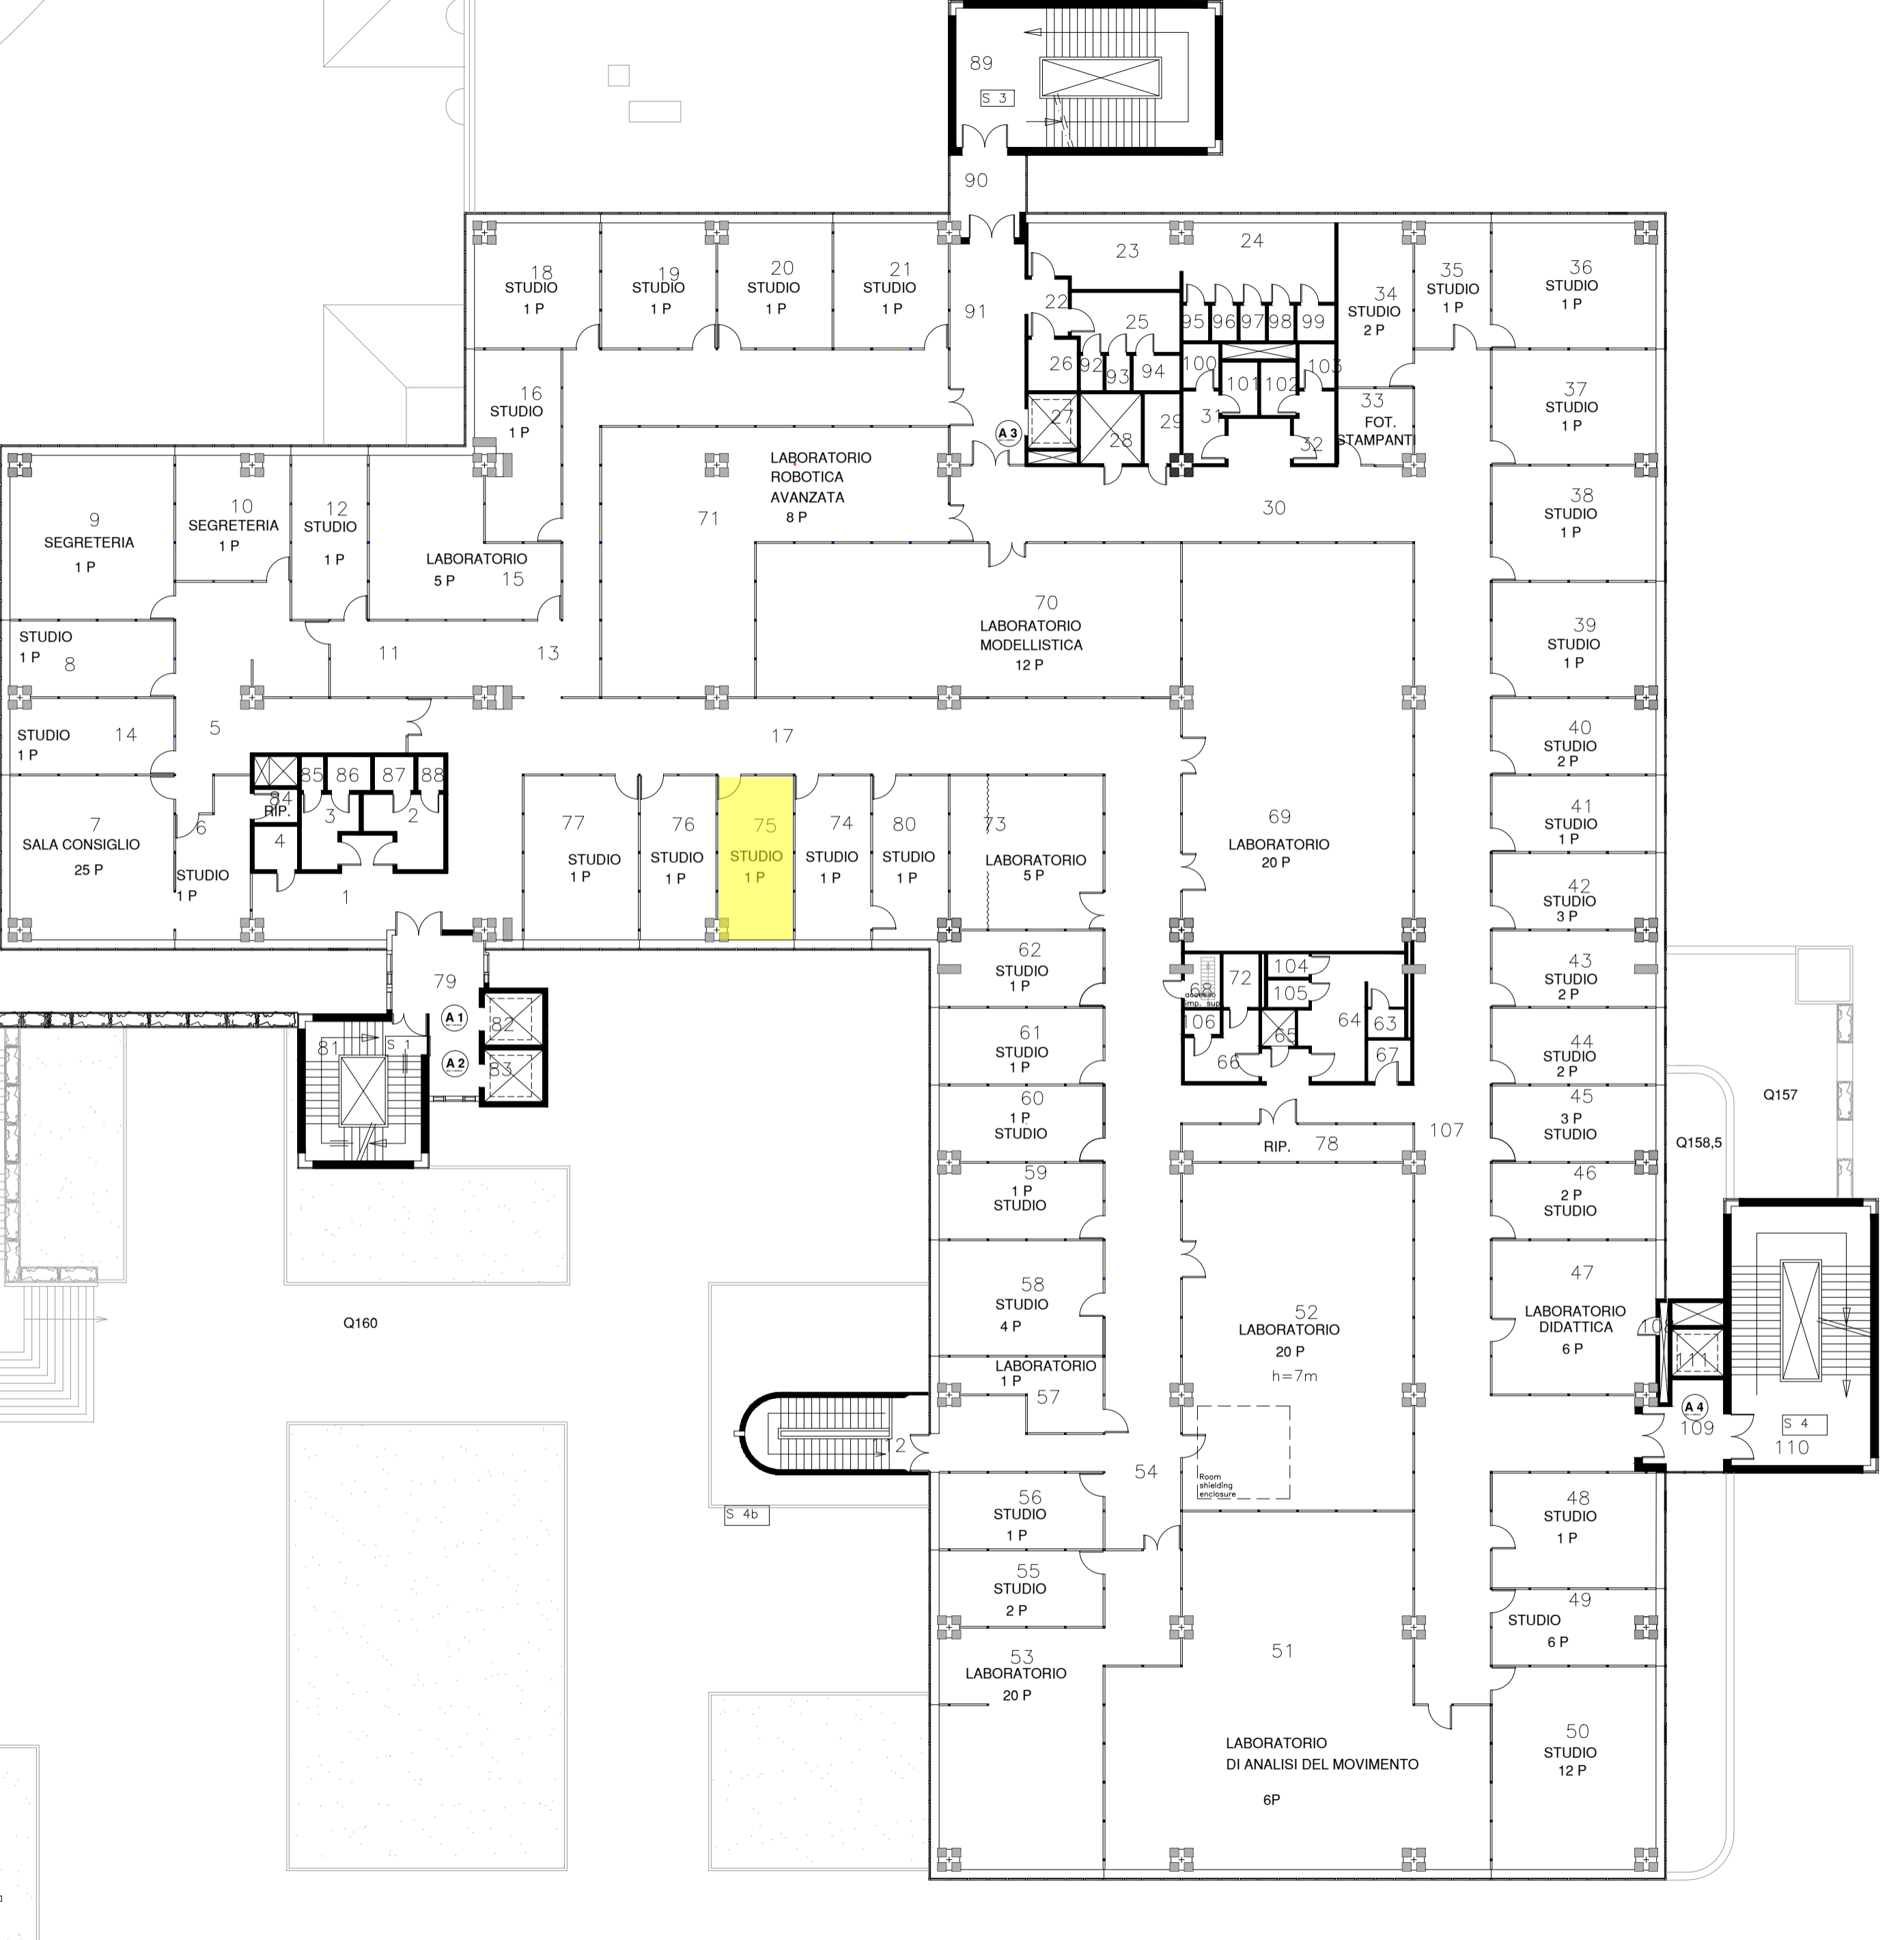 89
S 3
90
18
STUDIO
1 P
19
STUDIO
1 P
20
STUDIO
1 P
21
STUDIO
1 P
91
22
23
24
25
26
27
28
29
92
93
94
95
96
97
98
99
100
101
102
103
31
32
A 3
34
STUDIO
2 P
33
FOT.
STAMPANTI
35
STUDIO
1 P
36
STUDIO
1 P
37
STUDIO
1 P
38
STUDIO
1 P
39
STUDIO
1 P
40
STUDIO
2 P
41
STUDIO
1 P
42
STUDIO
3 P
43
STUDIO
2 P
44
STUDIO
2 P
45
3 P
STUDIO
46
2 P
STUDIO
47
LABORATORIO
DIDATTICA
6 P
16
STUDIO
1 P
9
SEGRETERIA
1 P
10
SEGRETERIA
1 P
12
STUDIO
1 P
LABORATORIO
5 P
15
LABORATORIO
ROBOTICA
AVANZATA
8 P
71
30
70
LABORATORIO
MODELLISTICA
12 P
STUDIO
1 P
8
11
13
STUDIO
1 P
14
5
17
7
SALA CONSIGLIO
25 P
6
STUDIO
1 P
84
RIP.
85
86
87
88
4
3
2
1
77
STUDIO
1 P
76
STUDIO
1 P
75
STUDIO
1 P
74
STUDIO
1 P
80
STUDIO
1 P
73
LABORATORIO
5 P
69
LABORATORIO
20 P
79
A 1
A 2
82
83
81
S 1
62
STUDIO
1 P
61
STUDIO
1 P
60
1 P
STUDIO
59
1 P
STUDIO
58
STUDIO
4 P
LABORATORIO
1 P
57
68
72
104
105
106
66
65
64
63
67
107
RIP.
78
Q157
Q158,5
Q160
52
LABORATORIO
20 P
h=7m
Room
shielding
enclosure
54
S 4b
111
A 4
109
S 4
110
56
STUDIO
1 P
55
STUDIO
2 P
53
LABORATORIO
20 P
51
LABORATORIO
DI ANALISI DEL MOVIMENTO
6P
48
STUDIO
1 P
49
STUDIO
6 P
50
STUDIO
12 P